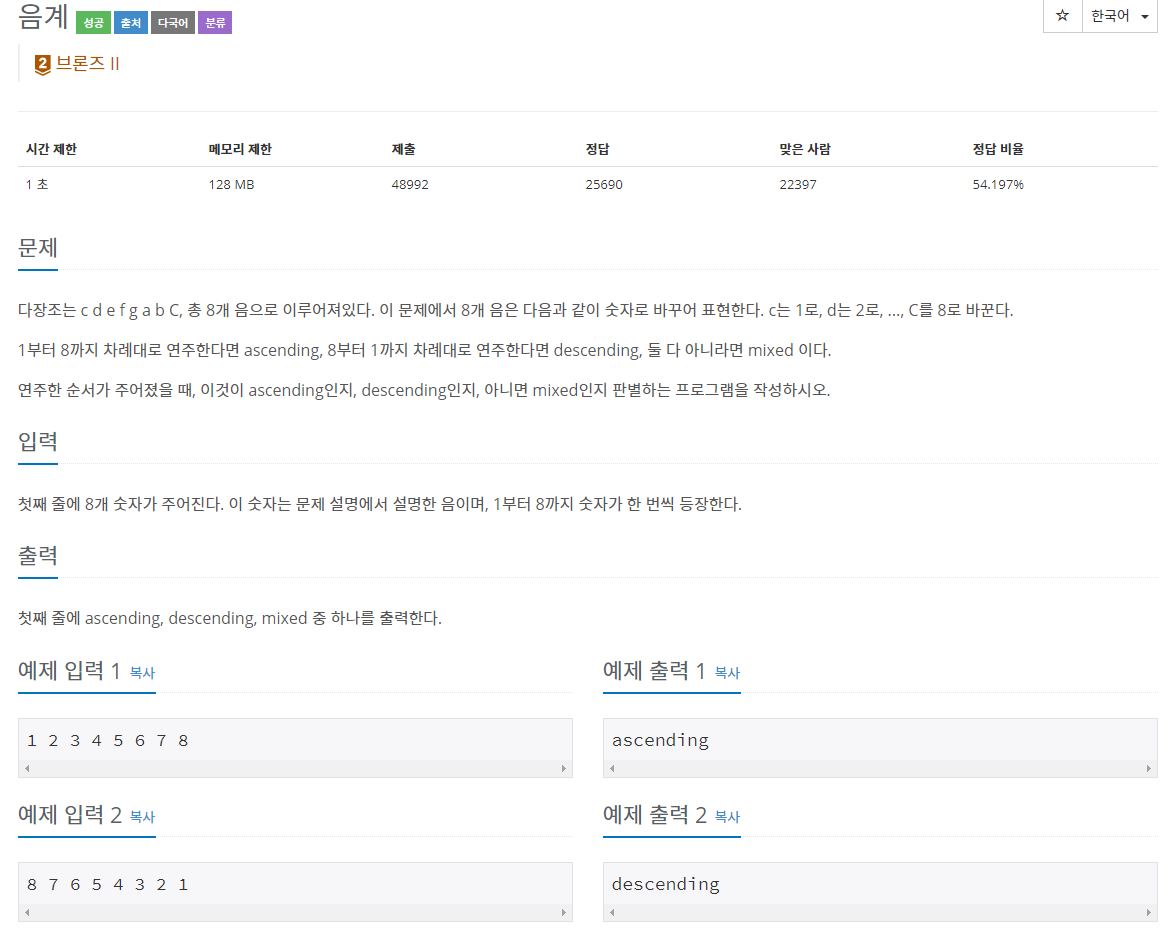 음계 성공 출처 다국어 분류
☆ 한국어
2 브론즈 II
시간 제한 메모리 제한 제출 정답 맞은 사람 정답 비율
1 초 128 MB 48992 25690 22397 54.197%
문제
다장조는 c d e f g a b C, 총 8개 음으로 이루어져있다. 이 문제에서 8개 음은 다음과 같이 숫자로 바꾸어 표현한다. c는 1로, d는 2로, ..., C를 8로 바꾼다.
1부터 8까지 차례대로 연주한다면 ascending, 8부터 1까지 차례대로 연주한다면 descending, 둘 다 아니라면 mixed 이다.
연주한 순서가 주어졌을 때, 이것이 ascending인지, descending인지, 아니면 mixed인지 판별하는 프로그램을 작성하시오.
입력
첫째 줄에 8개 숫자가 주어진다. 이 숫자는 문제 설명에서 설명한 음이며, 1부터 8까지 숫자가 한 번씩 등장한다.
출력
첫째 줄에 ascending, descending, mixed 중 하나를 출력한다.
예제 입력 1 복사
1 2 3 4 5 6 7 8
예제 출력 1 복사
ascending
예제 입력 2 복사
8 7 6 5 4 3 2 1
예제 출력 2 복사
descending